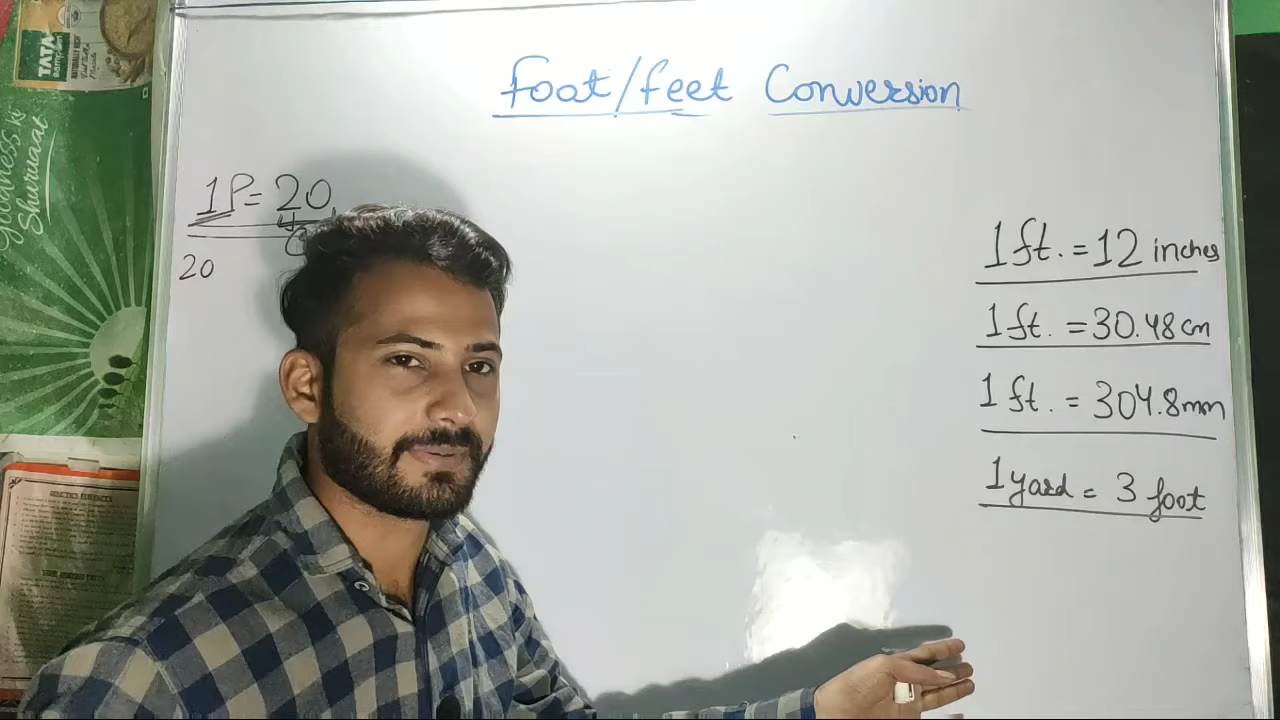 TATA
Goodness ki
Shuruaat
Foot/feet Conversion
1P= 20
20
1 ft. = 12 inches
1 ft. = 30.48 cm
1 ft. = 304.8 mm
1 yard = 3 foot